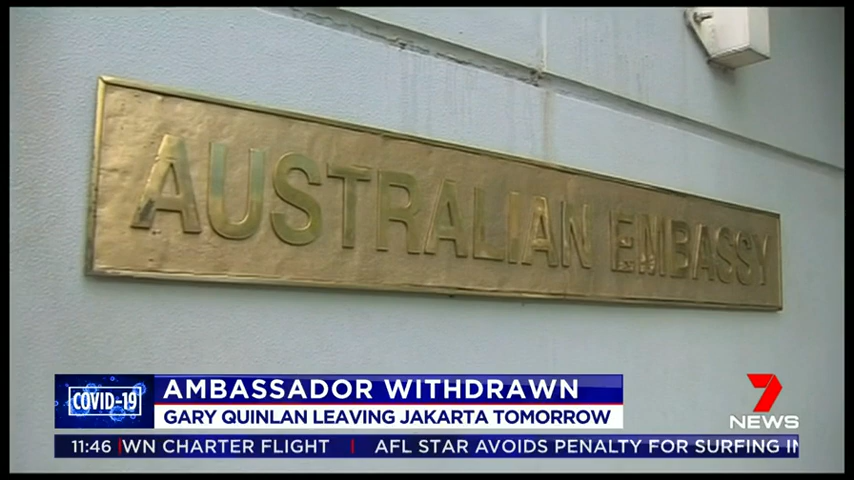 AUSTRALIAN EMBASSY
COVID-19
AMBASSADOR WITHDRAWN
GARY QUINLAN LEAVING JAKARTA TOMORROW
7
NEWS
11:46 WN CHARTER FLIGHT | AFL STAR AVOIDS PENALTY FOR SURFING IN